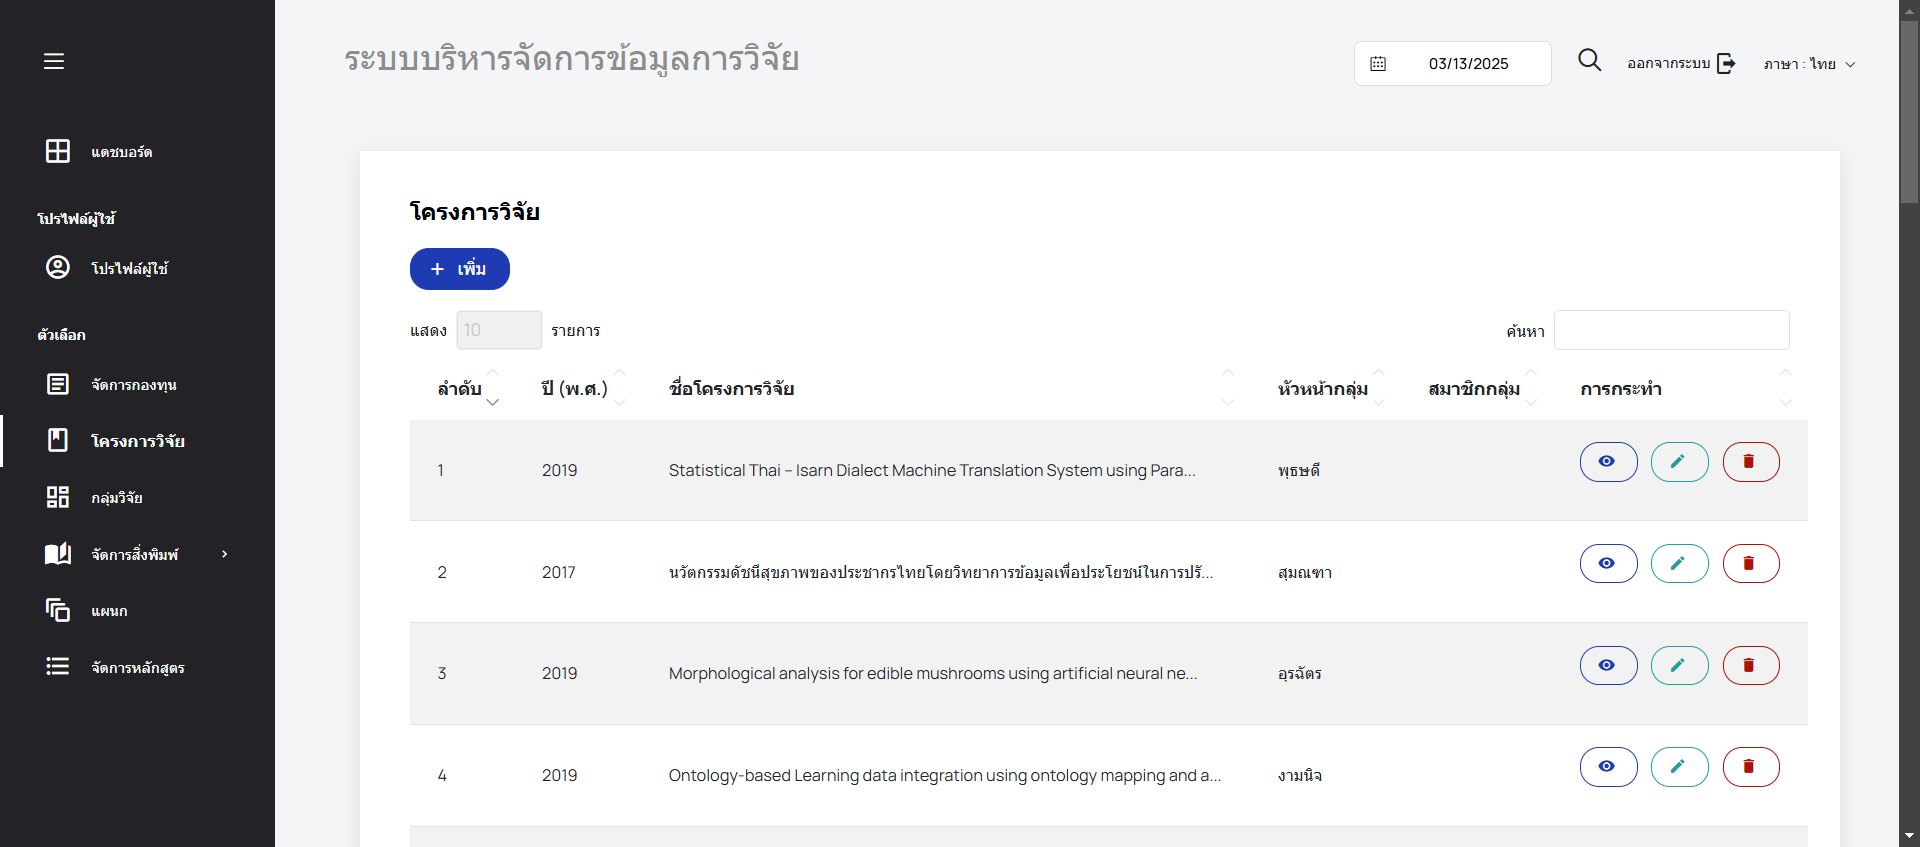 ระบบบริหารจัดการข้อมูลการวิจัย
03/13/2025
ออกจากระบบ
ภาษา : ไทย
แดชบอร์ด
โปรไฟล์ผู้ใช้
โปรไฟล์ผู้ใช้
ตัวเลือก
จัดการกองทุน
โครงการวิจัย
กลุ่มวิจัย
จัดการสิ่งพิมพ์
แผนก
จัดการหลักสูตร
โครงการวิจัย
+ เพิ่ม
แสดง 10 รายการ
ค้นหา
ลำดับ ปี (พ.ศ.) ชื่อโครงการวิจัย หัวหน้ากลุ่ม สมาชิกกลุ่ม การกระทำ
1 2019 Statistical Thai – Isarn Dialect Machine Translation System using Para... พุธษดี
2 2017 นวัตกรรมดัชนีสุขภาพของประชากรไทยโดยวิทยาการข้อมูลเพื่อประโยชน์ในการปรั... สุมณฑา
3 2019 Morphological analysis for edible mushrooms using artificial neural ne... อุรฉัตร
4 2019 Ontology-based Learning data integration using ontology mapping and a... งามนิจ